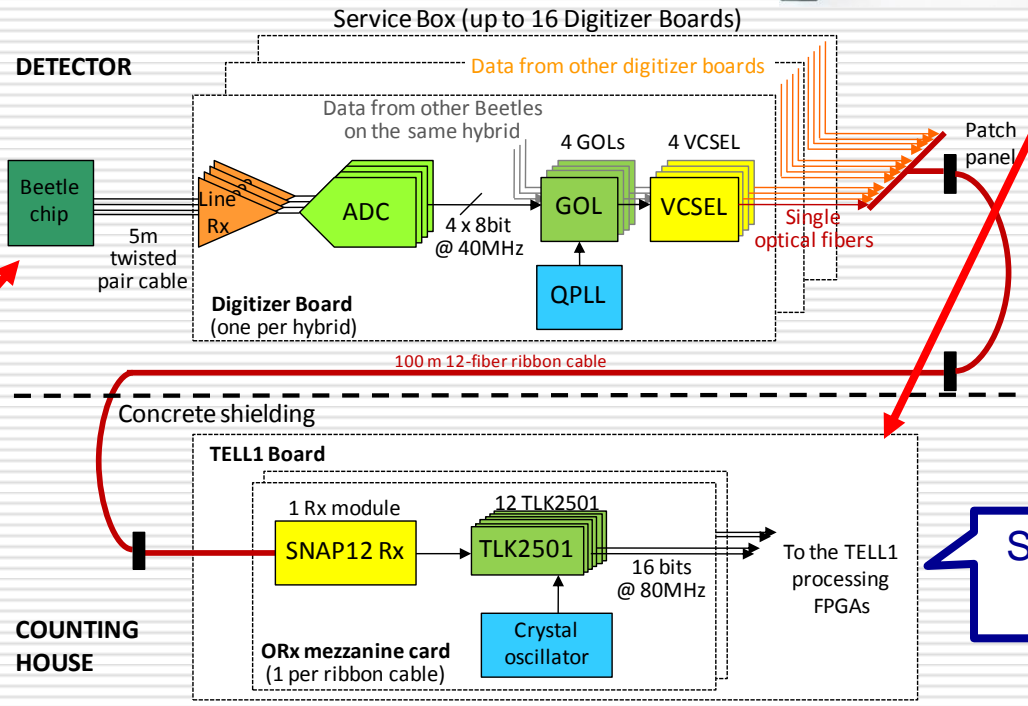 Service Box (up to 16 Digitizer Boards)
DETECTOR
Data from other digitizer boards
Data from other Beetles
on the same hybrid
4 GOLs
4 VCSEL
Patch
panel
Beetle
chip
Line
Rx
???
ADC
4 x 8bit
@ 40MHz
GOL
VCSEL
Single
optical fibers
5m
twisted
pair cable
QPLL
Digitizer Board
(one per hybrid)
100 m 12-fiber ribbon cable
Concrete shielding
TELL1 Board
1 Rx module
12 TLK2501
SNAP12 Rx
TLK2501
16 bits
@ 80MHz
To the TELL1
processing
FPGAs
S
Crystal
oscillator
ORx mezzanine card
(1 per ribbon cable)
COUNTING
HOUSE